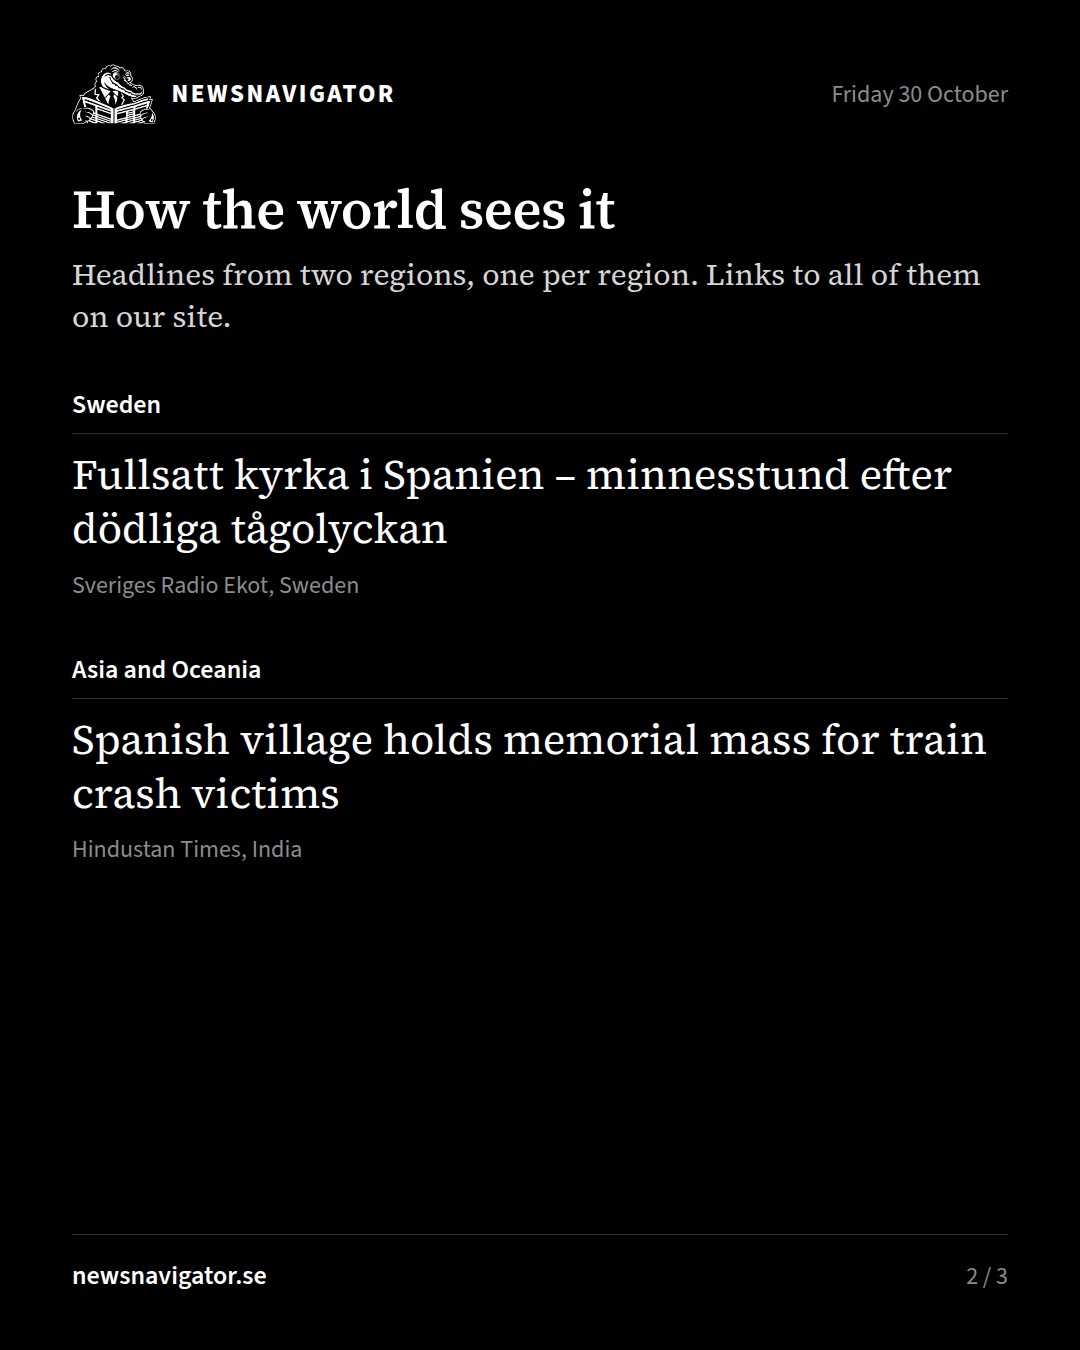 NEWSNAVIGATOR
Friday 30 October
How the world sees it
Headlines from two regions, one per region. Links to all of them
on our site.
Sweden
Fullsatt kyrka i Spanien – minnesstund efter
dödliga tågolyckan
Sveriges Radio Ekot, Sweden
Asia and Oceania
Spanish village holds memorial mass for train
crash victims
Hindustan Times, India
newsnavigator.se
2 / 3